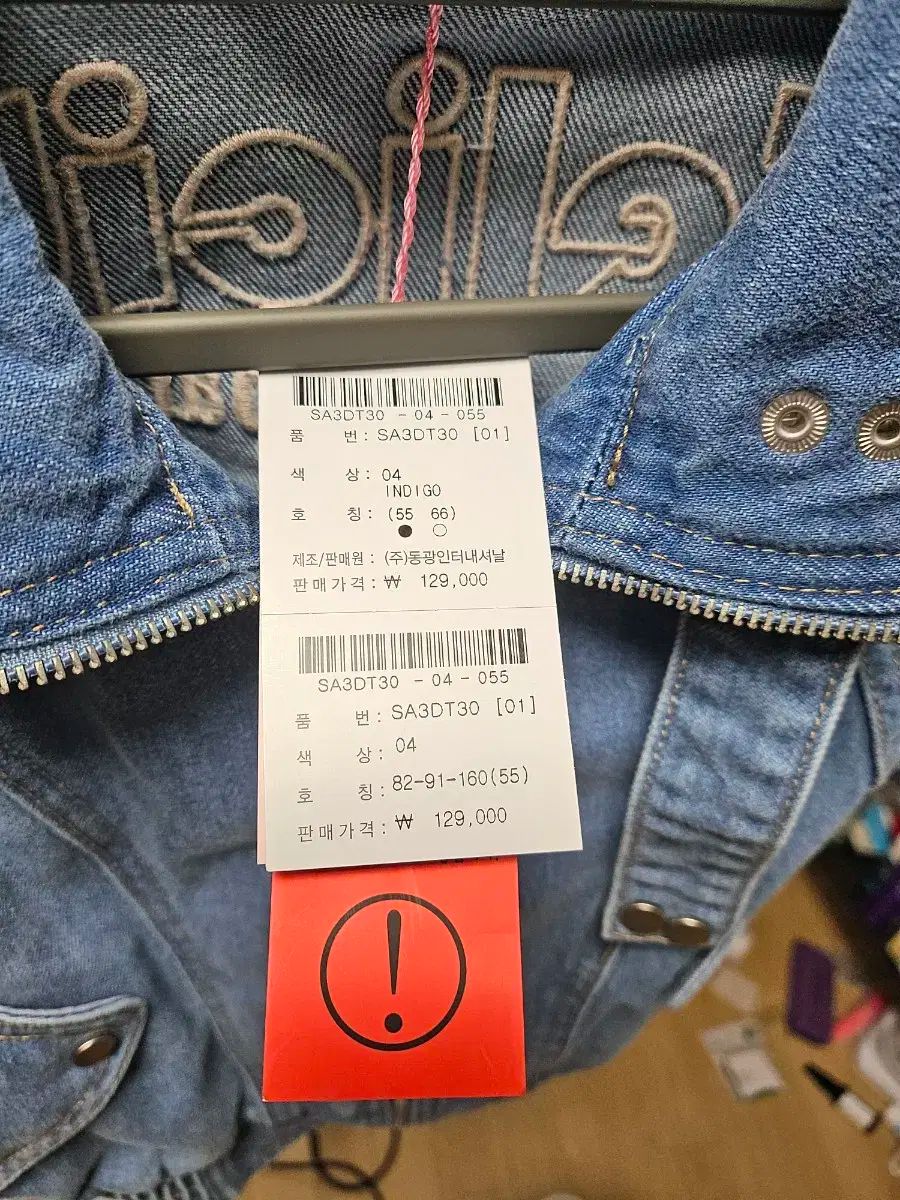 SA3DT30 - 04 - 055
품 번 : SA3DT30 [01]
색 상 : 04
INDIGO
호 칭 : (55 66)
제조/판매원 : (주)동광인터내셔날
판매가격 : ₩ 129,000
SA3DT30 - 04 - 055
품 번 : SA3DT30 [01]
색 상 : 04
호 칭 : 82-91-160(55)
판매가격 : ₩ 129,000
!